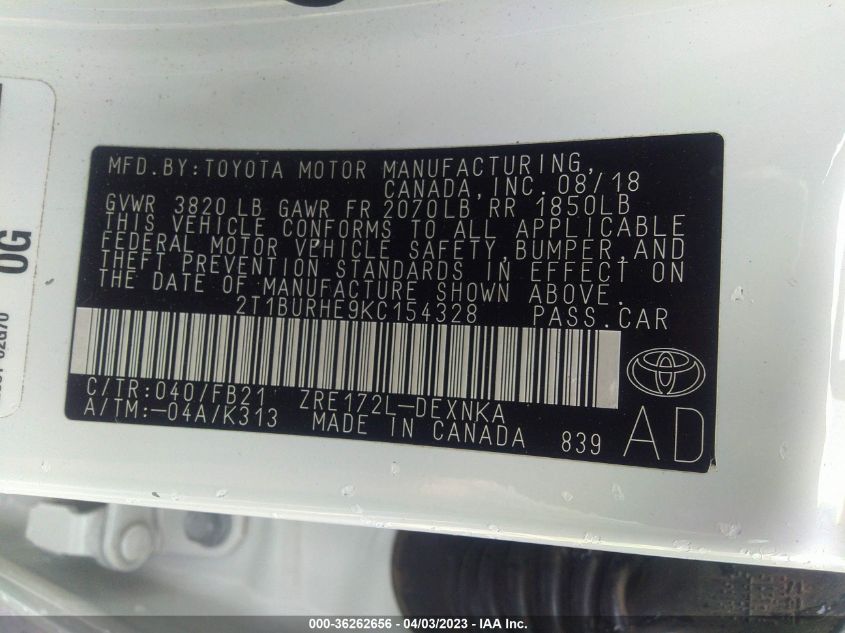 MFD.BY:TOYOTA MOTOR MANUFACTURING,
CANADA,INC. 08/18
GVWR 3820 LB GAWR FR 2070LB RR 1850LB
THIS VEHICLE CONFORMS TO ALL APPLICABLE
FEDERAL MOTOR VEHICLE SAFETY,BUMPER,AND
THEFT PREVENTION STANDARDS IN EFFECT ON
THE DATE OF MANUFACTURE SHOWN ABOVE.
2T1BURHE9KC154328 PASS.CAR
C/TR:040/FB21 ZRE172L-DEXNKA
A/TM:-04A/K313 MADE IN CANADA 839 AD
0G
000-36262656 - 04/03/2023 - IAA Inc.